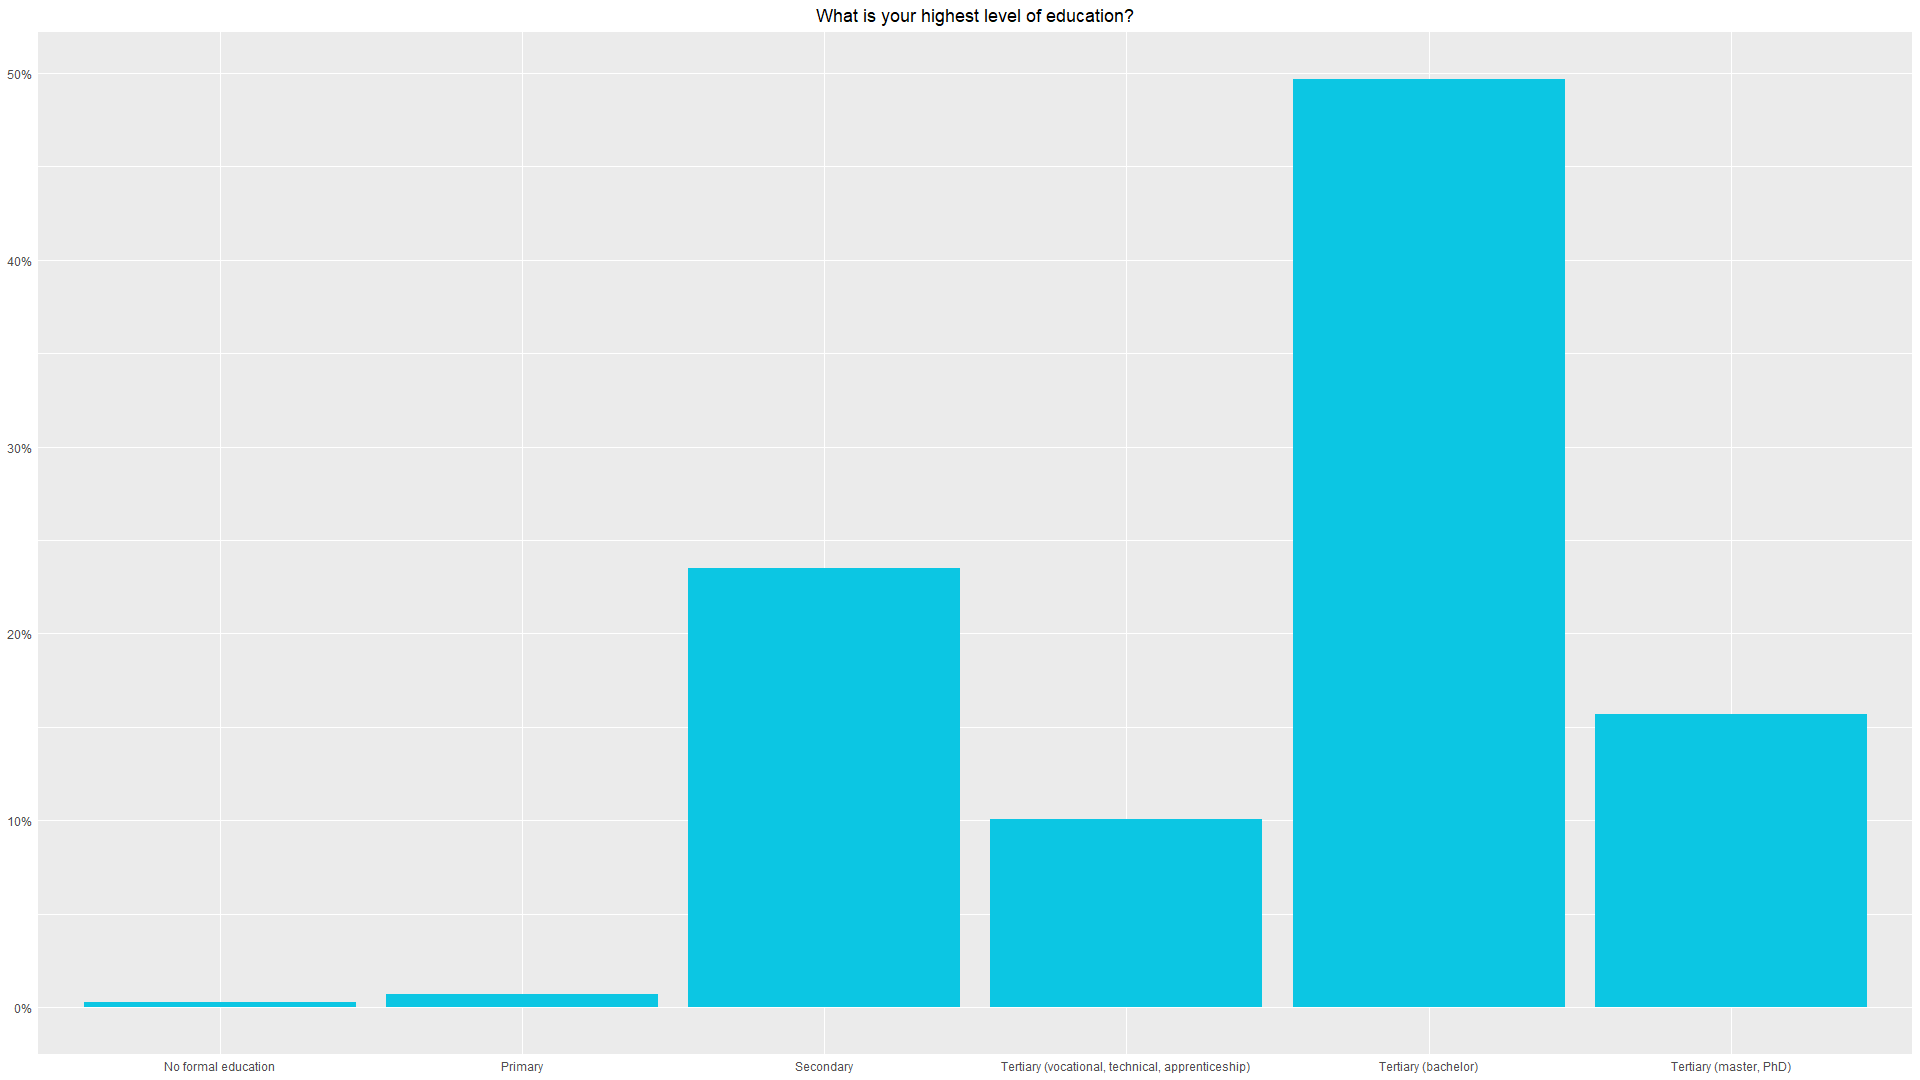 What is your highest level of education?
50%
40%
30%
20%
10%
0%
No formal education
Primary
Secondary
Tertiary (vocational, technical, apprenticeship)
Tertiary (bachelor)
Tertiary (master, PhD)